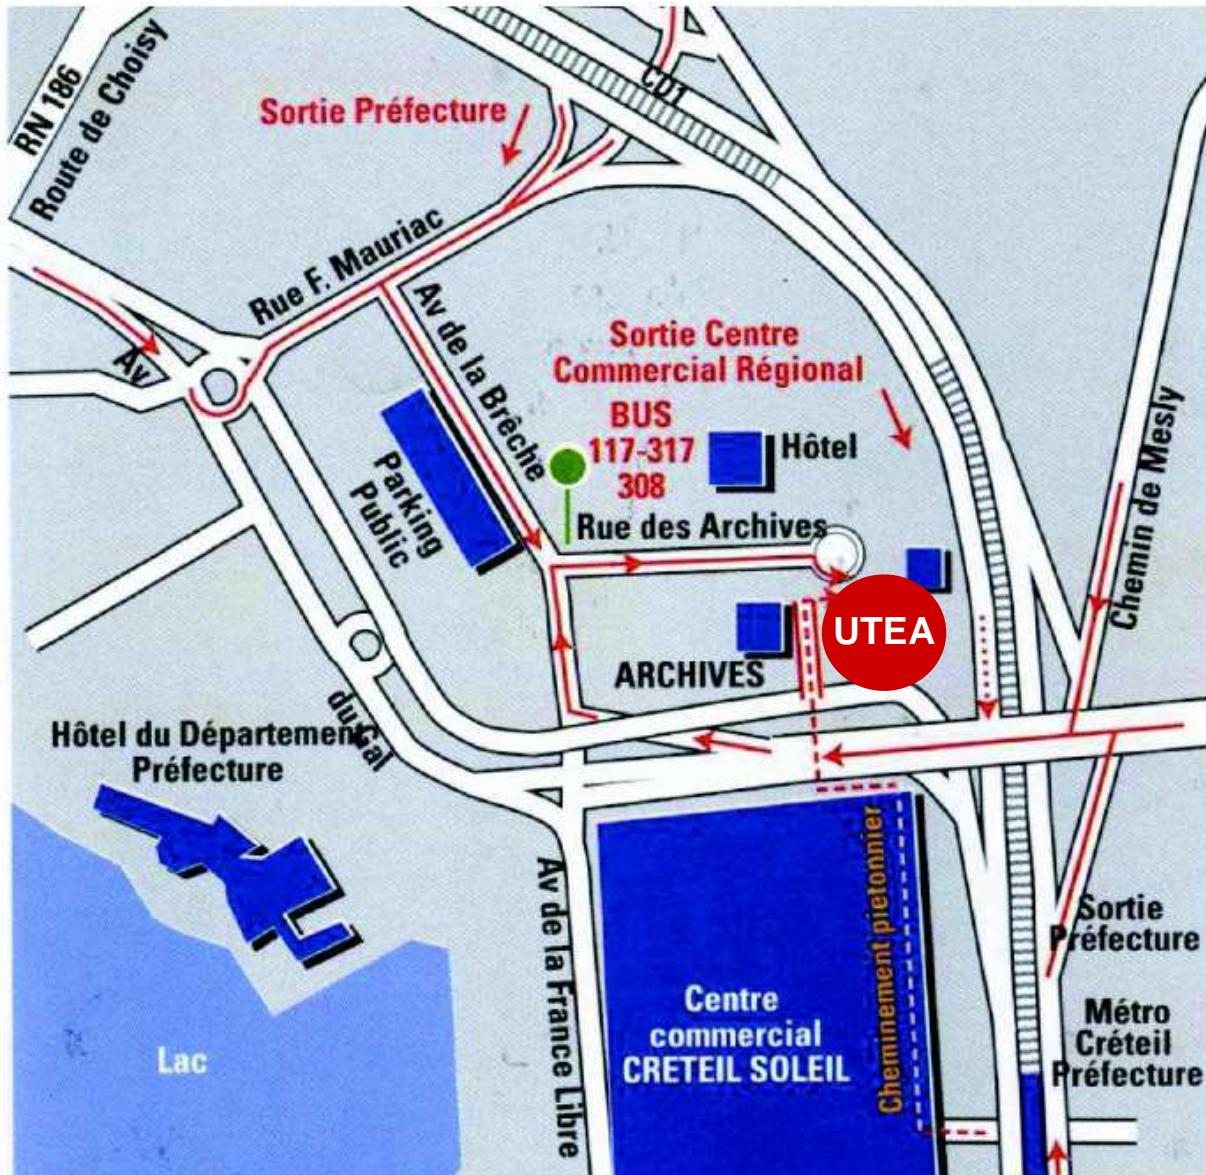 RN 186
Route de Choisy
CD1
Sortie Préfecture
Rue F. Mauriac
Av
Av de la Brêche
Sortie Centre
Commercial Régional
BUS
117-317
308
Hôtel
Chemin de Mesly
Parking
Public
Rue des Archives
UTEA
ARCHIVES
du Gal
Hôtel du Département
Préfecture
Av de la France Libre
Cheminement pietonnier
Sortie
Préfecture
Centre
commercial
CRETEIL SOLEIL
Métro
Créteil
Préfecture
Lac